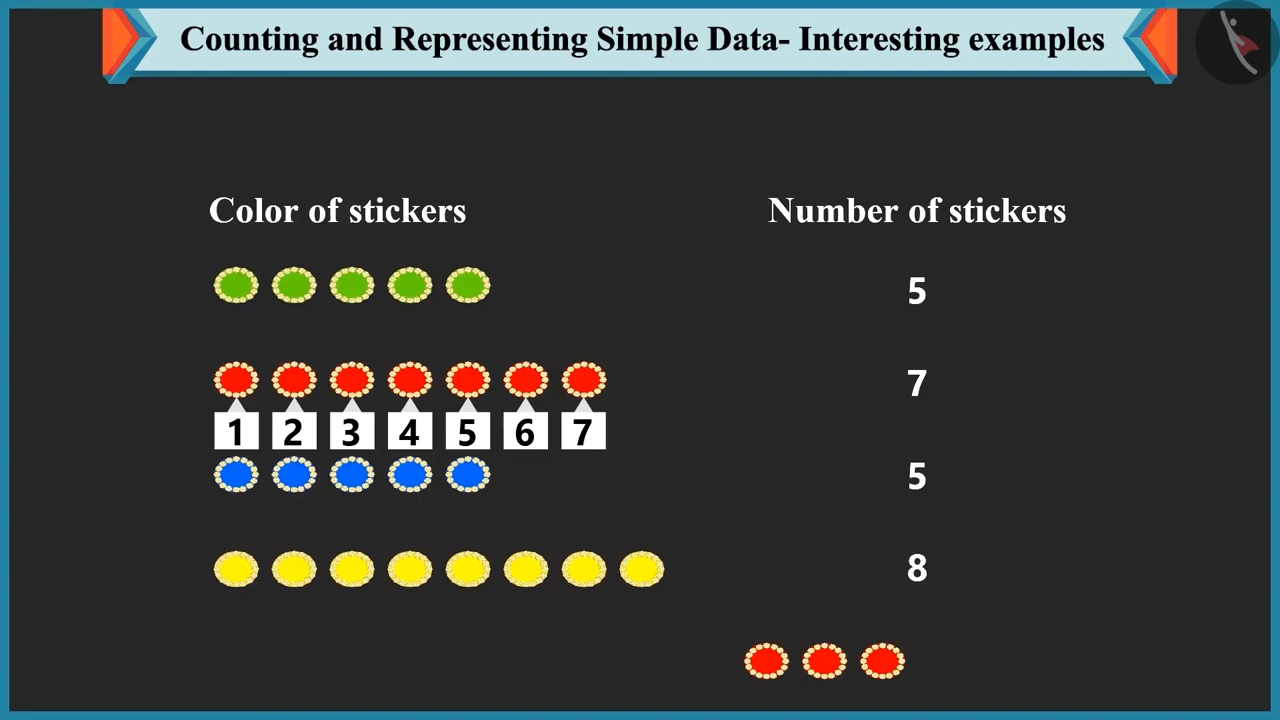 Counting and Representing Simple Data- Interesting examples
Color of stickers Number of stickers
5
7
1 2 3 4 5 6 7
5
8